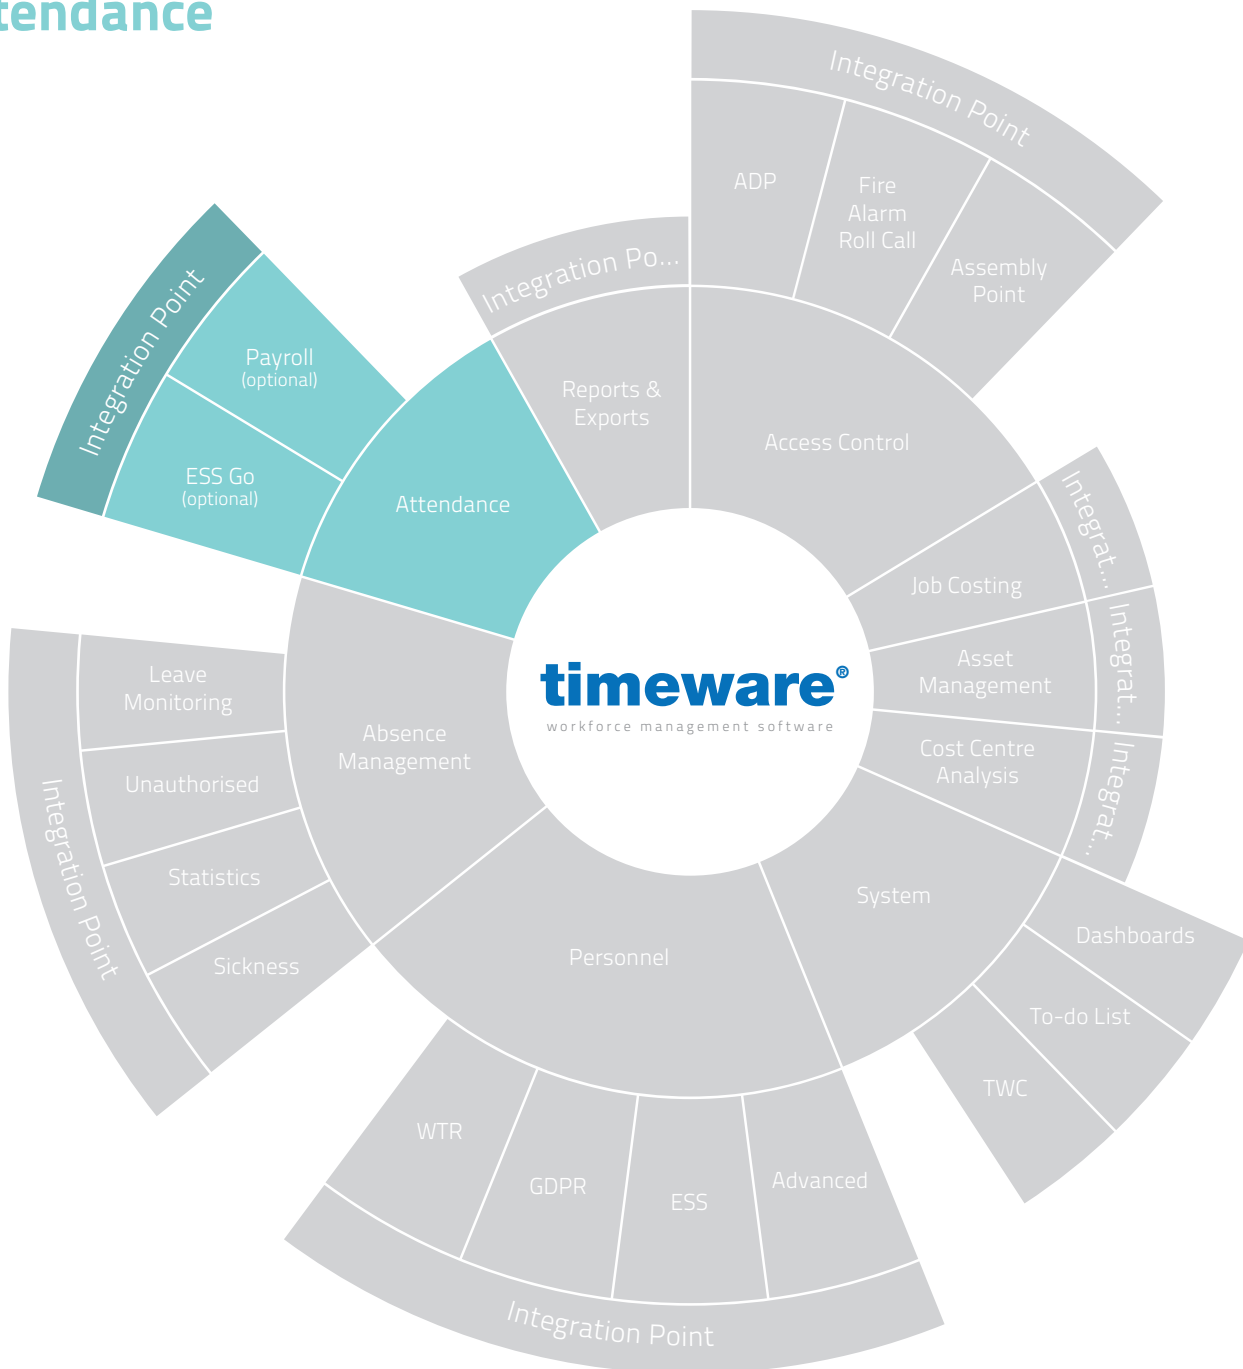 tendance
Integration Point
ADP
Fire
Alarm
Roll Call
Assembly
Point
Integration Po...
Reports &
Exports
Access Control
Integration Point
Payroll
(optional)
ESS Go
(optional)
Attendance
Integrat...
Job Costing
Integrat...
Asset
Management
Integrat...
Cost Centre
Analysis
timeware®
workforce management software
Leave
Monitoring
Unauthorised
Statistics
Sickness
Integration Point
Absence
Management
System
Dashboards
To-do List
TWC
Personnel
WTR
GDPR
ESS
Advanced
Integration Point